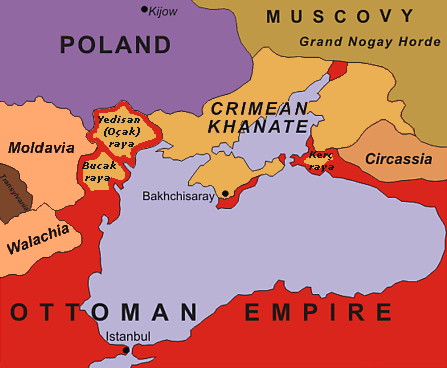 Kijow
MUSCOVY
POLAND
Grand Nogay Horde
Yedisan
(Oçak)
raya
CRIMEAN
KHANATE
Moldavia
Bucak
raya
Kerç
raya
Circassia
Transylvania
Bakhchisaray
Walachia
OTTOMAN EMPIRE
Istanbul